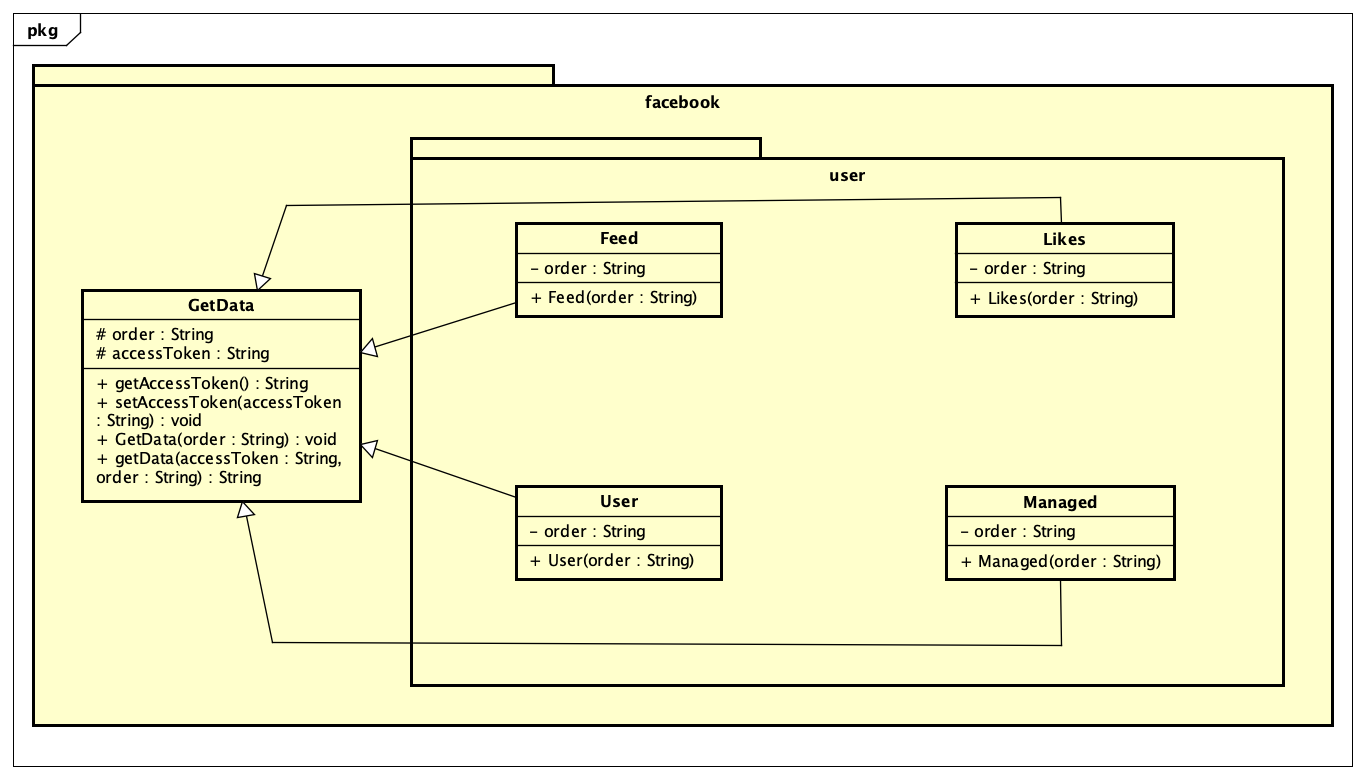 pkg
facebook
user
GetData
# order : String
# accessToken : String
+ getAccessToken() : String
+ setAccessToken(accessToken
: String) : void
+ GetData(order : String) : void
+ getData(accessToken : String,
order : String) : String
Feed
- order : String
+ Feed(order : String)
Likes
- order : String
+ Likes(order : String)
User
- order : String
+ User(order : String)
Managed
- order : String
+ Managed(order : String)